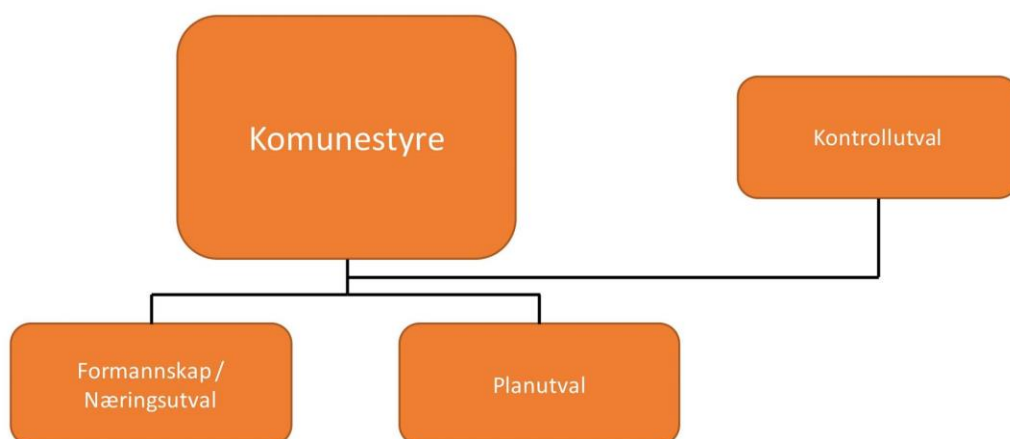 Komunestyre
Kontrollutval
Formannskap /
Næringsutval
Planutval